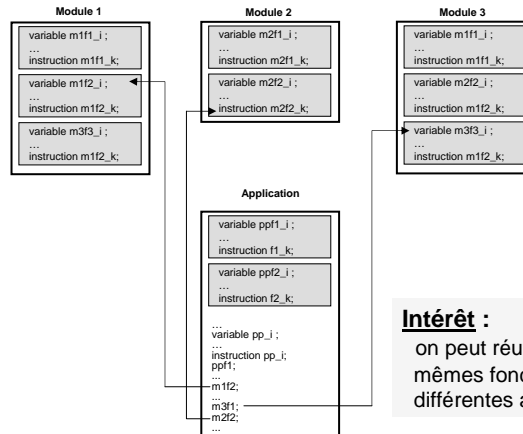 Module 1
variable m1f1_i ;
…
instruction m1f1_k;
variable m1f2_i ;
…
instruction m1f2_k;
variable m3f3_i ;
…
instruction m1f2_k;
Module 2
variable m2f1_i ;
…
instruction m2f1_k;
variable m2f2_i ;
…
instruction m2f2_k;
Module 3
variable m1f1_i ;
…
instruction m1f1_k;
variable m2f2_i ;
…
instruction m1f2_k;
variable m3f3_i ;
…
instruction m1f2_k;
Application
variable ppf1_i ;
…
instruction f1_k;
variable ppf2_i ;
…
instruction f2_k;
...
variable pp_i ;
...
instruction pp_i;
ppf1;
...
m1f2;
...
m3f1;
m2f2;
...
Intérêt :
on peut
mêmes
différentes